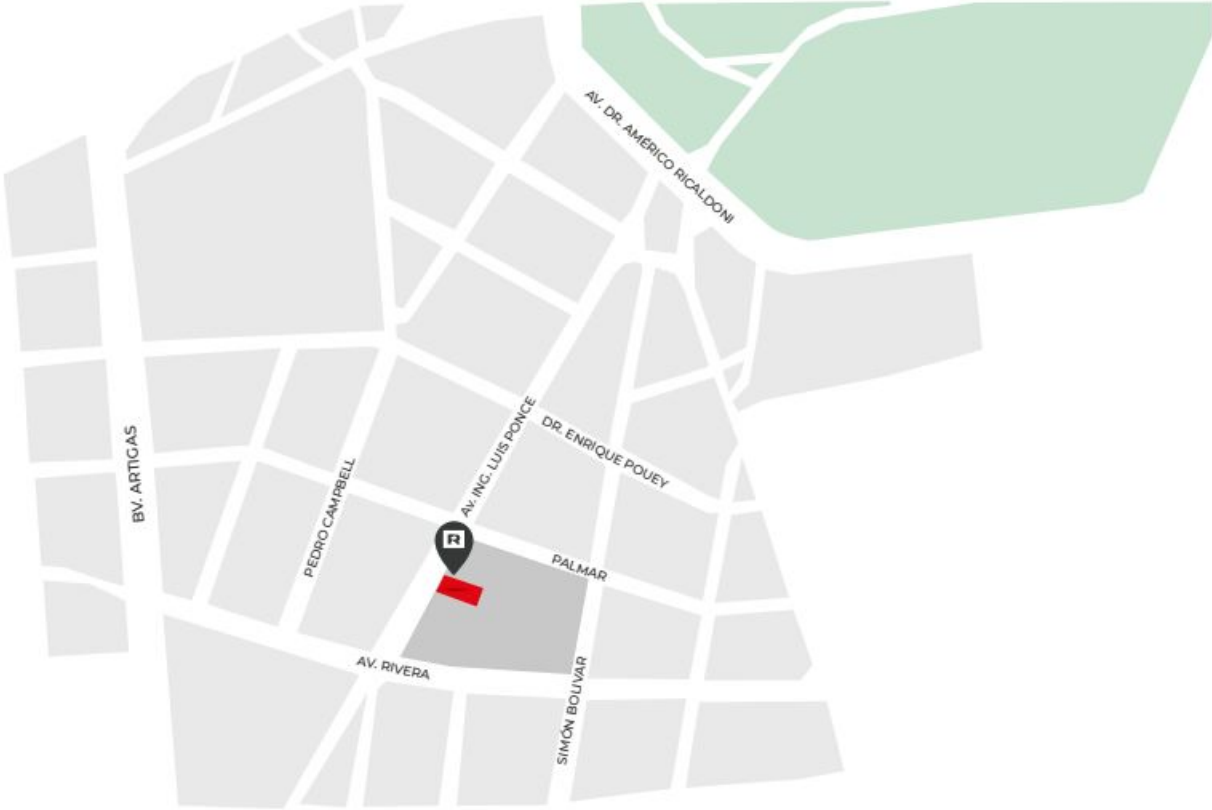 AV. DR. AMÉRICO RICALDONI
BV. ARTIGAS
PEDRO CAMPBELL
Av. ING. LUIS PONCE
DR. ENRIQUE POUEY
R
PALMAR
AV. RIVERA
SIMÓN BOLIVAR